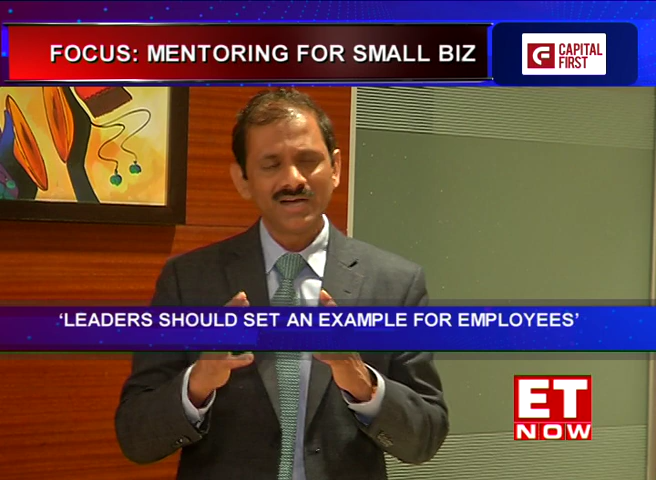 FOCUS: MENTORING FOR SMALL BIZ
CAPITAL
FIRST
‘LEADERS SHOULD SET AN EXAMPLE FOR EMPLOYEES’
ET
NOW